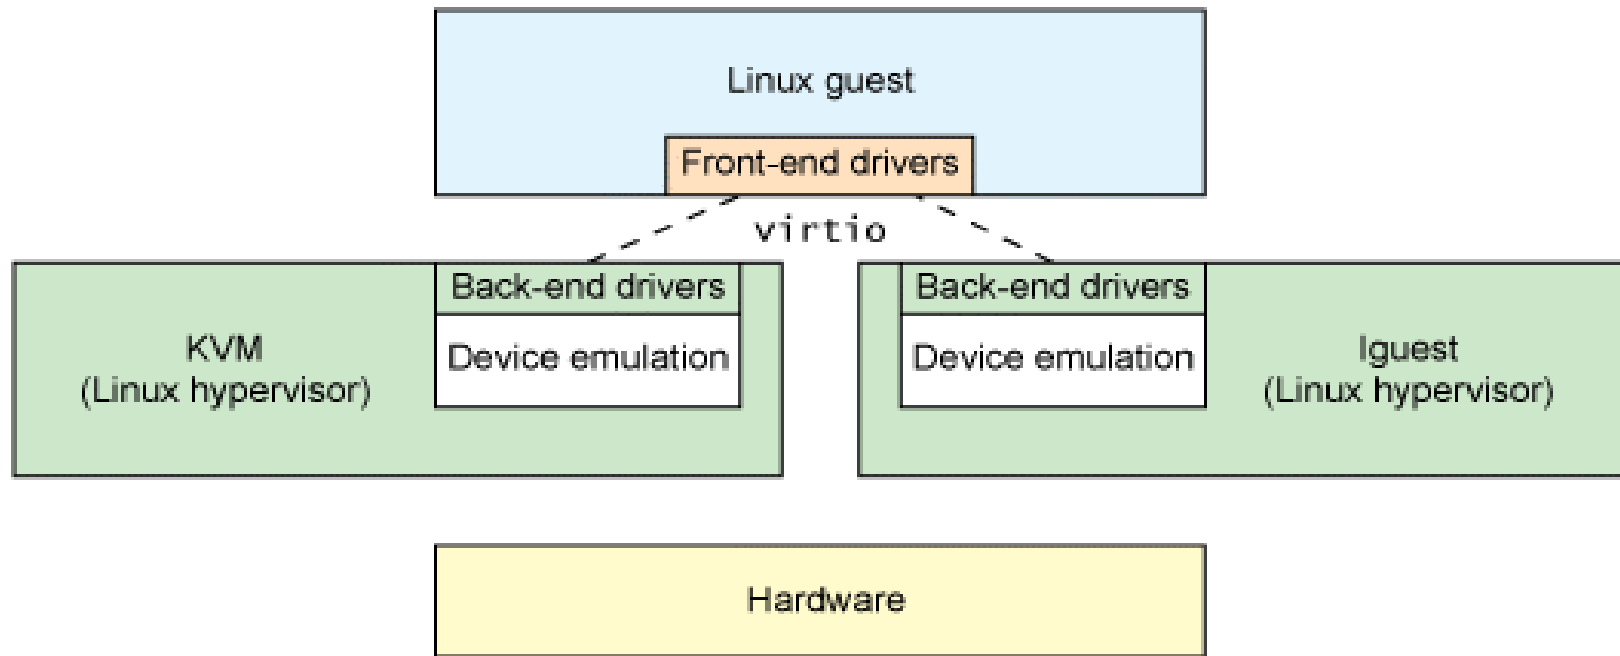 Linux guest
Front-end drivers
virtio
Back-end drivers
Back-end drivers
KVM
(Linux hypervisor)
Device emulation
Device emulation
lguest
(Linux hypervisor)
Hardware